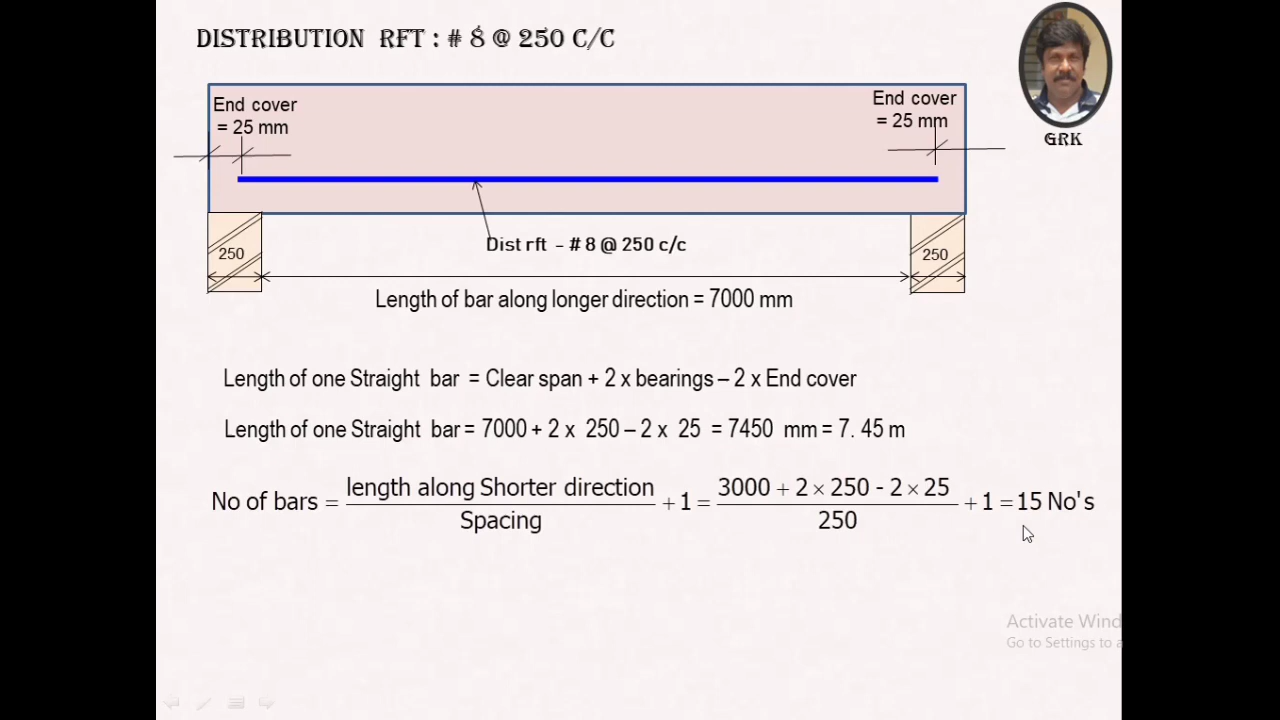 DISTRIBUTION RFT : # 8 @ 250 C/C
End cover
= 25 mm
End cover
= 25 mm
GRK
250
Dist rft - # 8 @ 250 c/c
250
Length of bar along longer direction = 7000 mm
Length of one Straight bar = Clear span + 2 x bearings – 2 x End cover
Length of one Straight bar = 7000 + 2 x 250 – 2 x 25 = 7450 mm = 7. 45 m
No of bars = length along Shorter direction / Spacing + 1 = 3000 + 2 × 250 - 2 × 25 / 250 + 1 = 15 No's
Activate Wind
Go to Settings to a